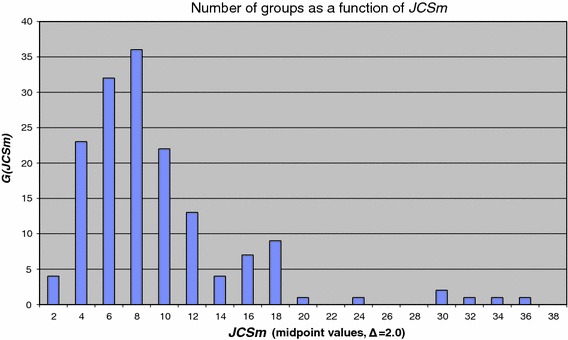 Number of groups as a function of JCSm
40
35
30
25
20
15
10
5
0
G(JCSm)
2 4 6 8 10 12 14 16 18 20 24 26 28 30 32 34 36 38
JCSm (midpoint values, Δ=2.0)